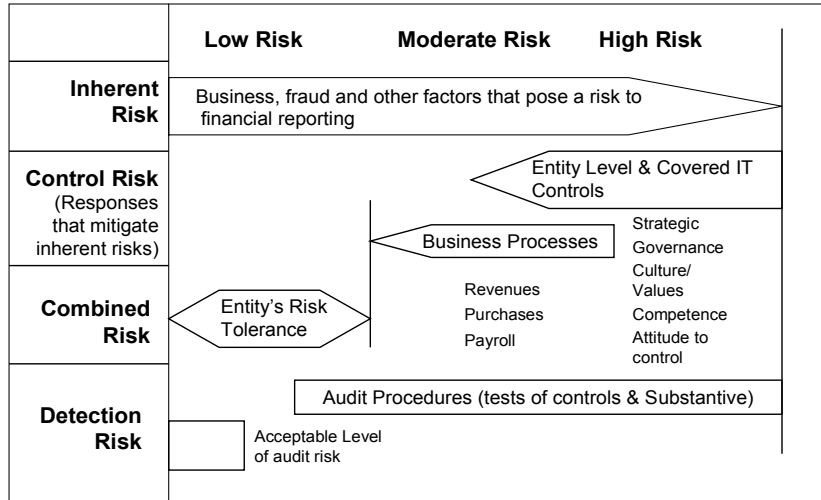 Low Risk
Moderate Risk
High Risk
Inherent
Risk
Business, fraud and other factors that pose a risk to
financial reporting
Control Risk
(Responses
that mitigate
inherent risks)
Entity Level & Covered IT
Controls
Business Processes
Strategic
Governance
Culture/
Values
Competence
Attitude to
control
Revenues
Purchases
Payroll
Combined
Risk
Entity's Risk
Tolerance
Detection
Risk
Audit Procedures (tests of controls & Substantive)
Acceptable Level
of audit risk